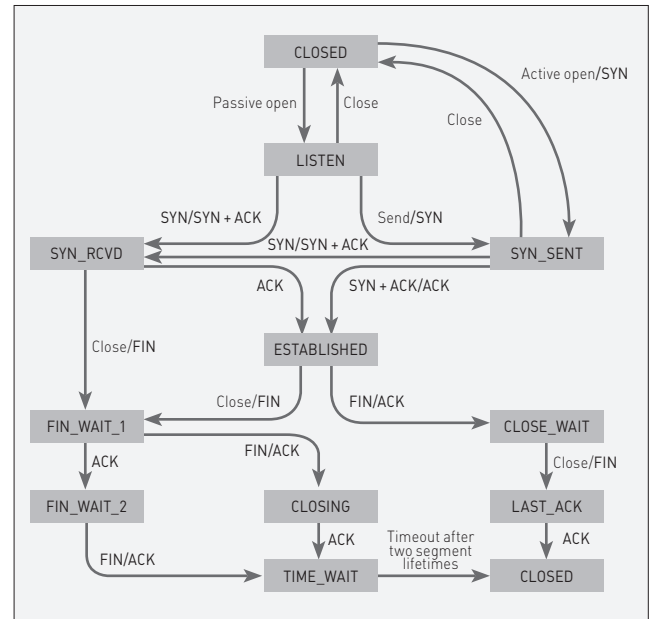 CLOSED
Active open/SYN
Passive open
Close
Close
LISTEN
SYN/SYN + ACK
Send/SYN
SYN_RCVD
SYN/SYN + ACK
SYN_SENT
ACK
SYN + ACK/ACK
ESTABLISHED
Close/FIN
Close/FIN
FIN/ACK
FIN_WAIT_1
CLOSE_WAIT
FIN/ACK
ACK
Close/FIN
FIN_WAIT_2
CLOSING
LAST_ACK
ACK
Timeout after
two segment
lifetimes
ACK
FIN/ACK
TIME_WAIT
CLOSED